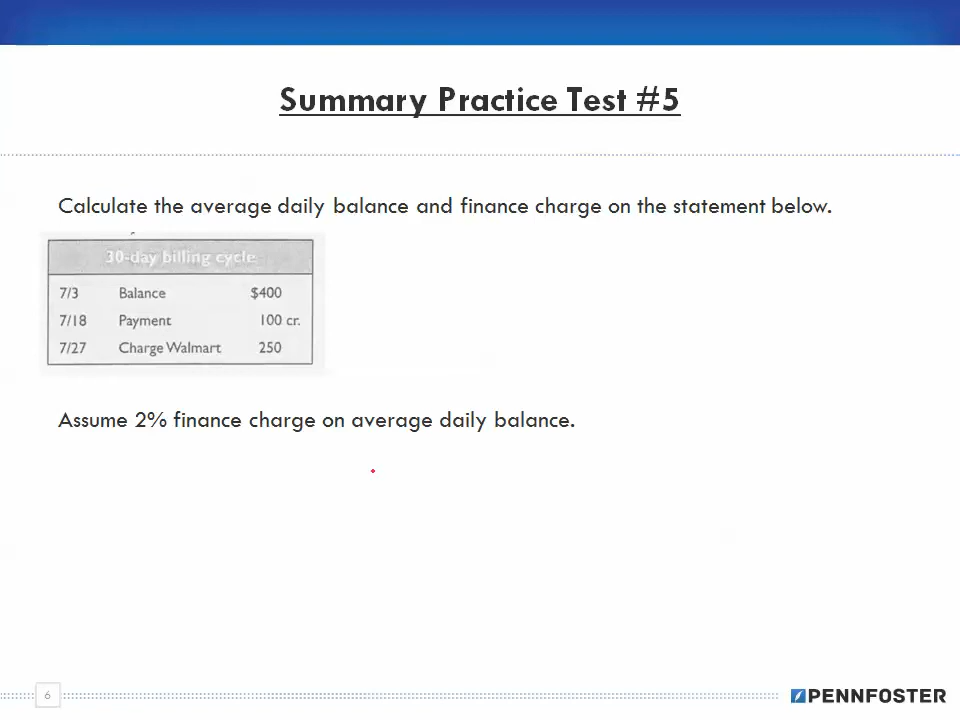 Summary Practice Test #5
Calculate the average daily balance and finance charge on the statement below.
30-day billing cycle
7/3 Balance $400
7/18 Payment 100 cr.
7/27 Charge Walmart 250
Assume 2% finance charge on average daily balance.
6
PENNFOSTER